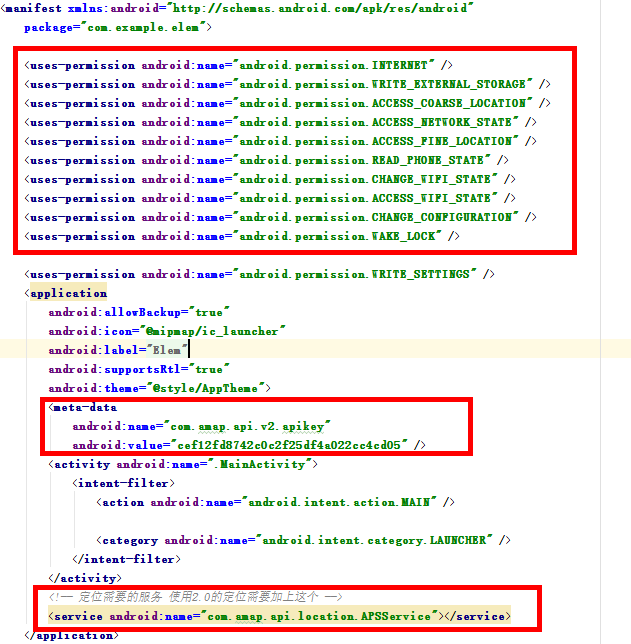 <manifest xmlns:android="http://schemas.android.com/apk/res/android"
package="com.example.elem">
<uses-permission android:name="android.permission.INTERNET" />
<uses-permission android:name="android.permission.WRITE_EXTERNAL_STORAGE" />
<uses-permission android:name="android.permission.ACCESS_COARSE_LOCATION" />
<uses-permission android:name="android.permission.ACCESS_NETWORK_STATE" />
<uses-permission android:name="android.permission.ACCESS_FINE_LOCATION" />
<uses-permission android:name="android.permission.READ_PHONE_STATE" />
<uses-permission android:name="android.permission.CHANGE_WIFI_STATE" />
<uses-permission android:name="android.permission.ACCESS_WIFI_STATE" />
<uses-permission android:name="android.permission.CHANGE_CONFIGURATION" />
<uses-permission android:name="android.permission.WAKE_LOCK" />
<uses-permission android:name="android.permission.WRITE_SETTINGS" />
<application
android:allowBackup="true"
android:icon="@mipmap/ic_launcher"
android:label="Elem"
android:supportsRtl="true"
android:theme="@style/AppTheme">
<meta-data
android:name="com.amap.api.v2.apikey"
android:value="cef12fd8742c0c2f25df4a022cc4cd05" />
<activity android:name=".MainActivity">
<intent-filter>
<action android:name="android.intent.action.MAIN" />
<category android:name="android.intent.category.LAUNCHER" />
</intent-filter>
</activity>
<!-- 定位需要的服务 使用2.0的定位需要加上这个 -->
<service android:name="com.amap.api.location.APSService"></service>
</application>